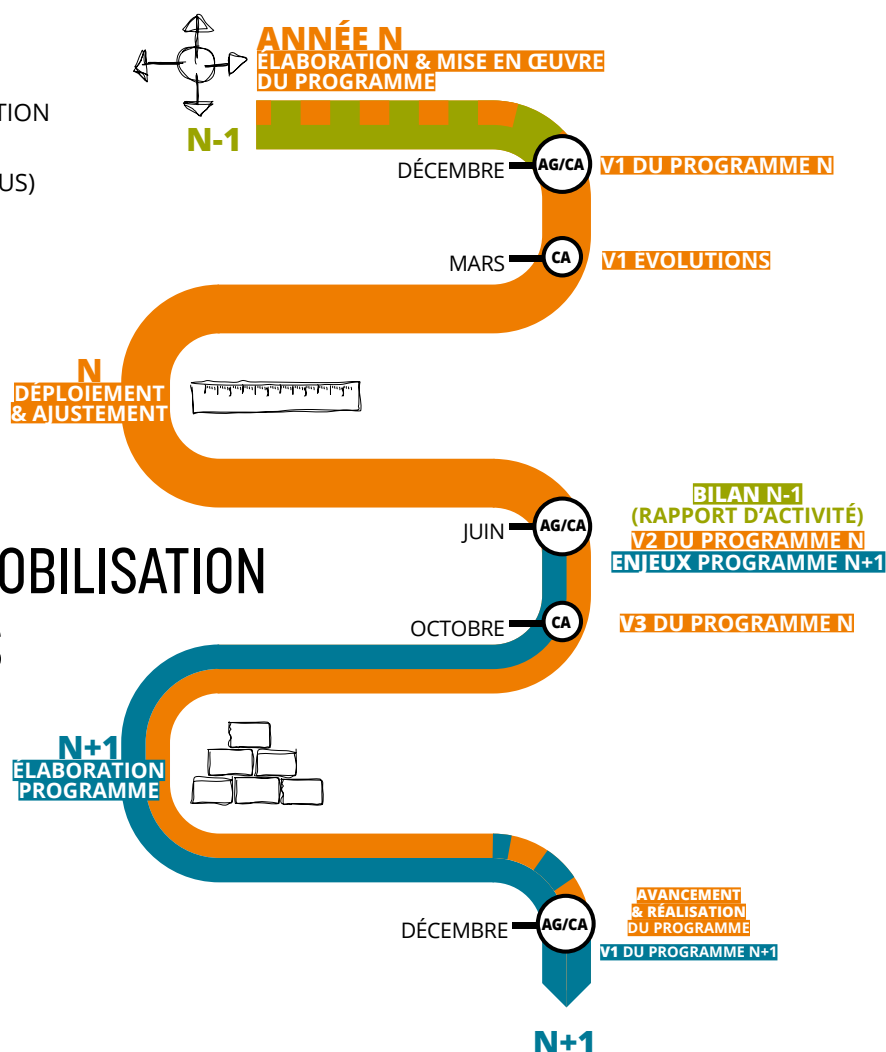 ANNÉE N
ÉLABORATION & MISE EN ŒUVRE
DU PROGRAMME
TION
US)
N-1
DÉCEMBRE
AG/CA
V1 DU PROGRAMME N
MARS
CA
V1 EVOLUTIONS
N
DÉPLOIEMENT
& AJUSTEMENT
JUIN
AG/CA
BILAN N-1
(RAPPORT D’ACTIVITÉ)
V2 DU PROGRAMME N
ENJEUX PROGRAMME N+1
OBILISATION
S
OCTOBRE
CA
V3 DU PROGRAMME N
N+1
ÉLABORATION
PROGRAMME
DÉCEMBRE
AG/CA
AVANCEMENT
& RÉALISATION
DU PROGRAMME
V1 DU PROGRAMME N+1
N+1